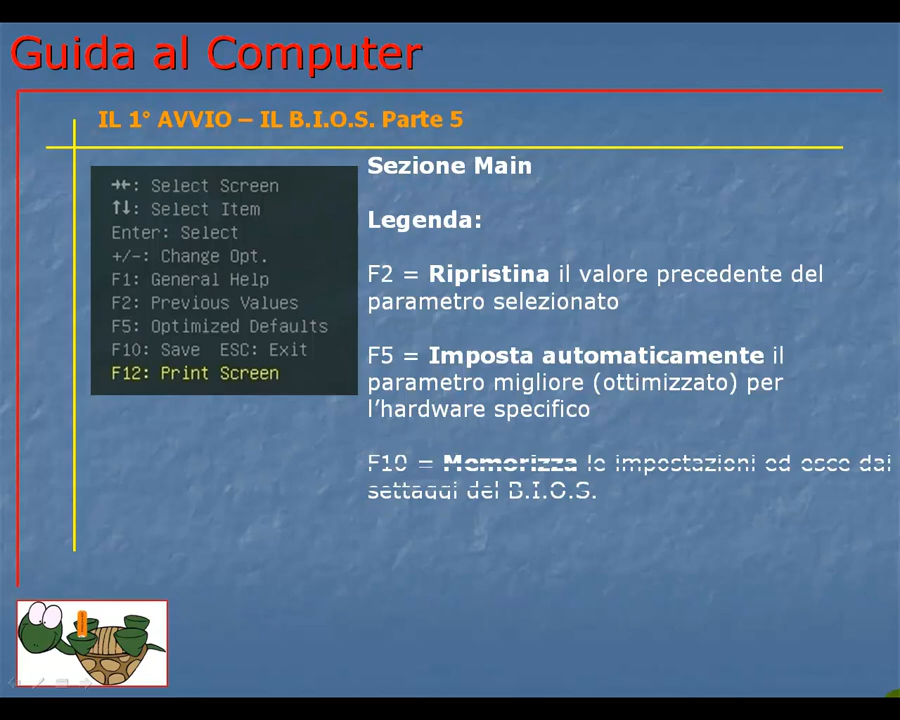 Guida al Computer
IL 1° AVVIO – IL B.I.O.S. Parte 5
→←: Select Screen
↑↓: Select Item
Enter: Select
+/-: Change Opt.
F1: General Help
F2: Previous Values
F5: Optimized Defaults
F10: Save ESC: Exit
F12: Print Screen
Sezione Main
Legenda:
F2 = Ripristina il valore precedente del
parametro selezionato
F5 = Imposta automaticamente il
parametro migliore (ottimizzato) per
l’hardware specifico
F10 = Memorizza le impostazioni ed esce dai
settaggi del B.I.O.S.